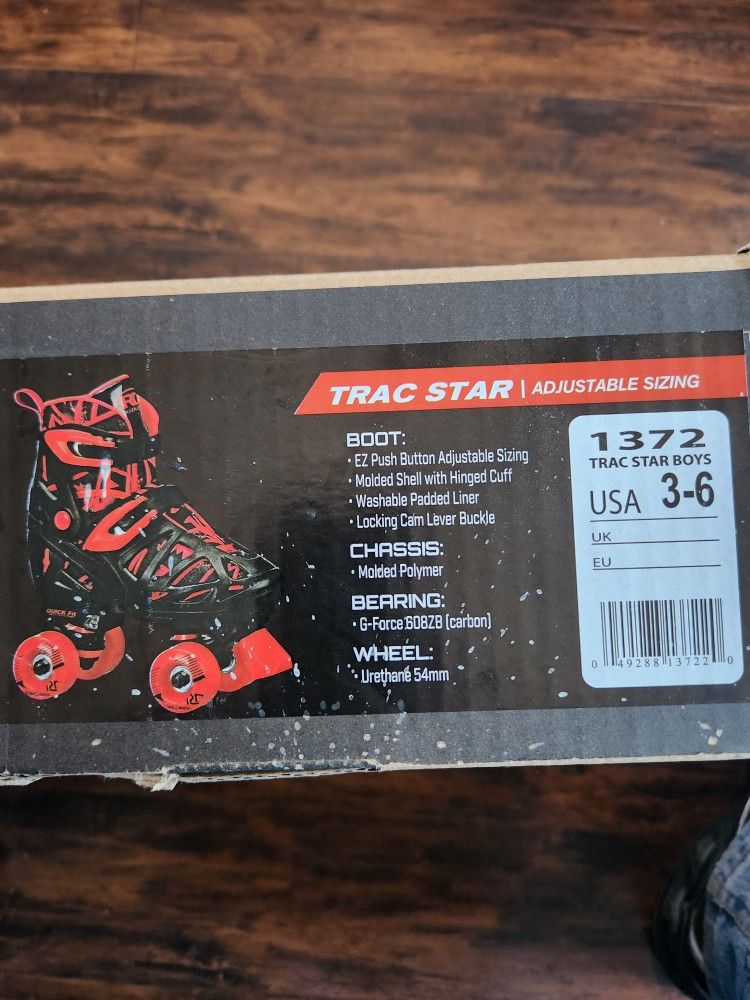 TRAC STAR | ADJUSTABLE SIZING
BOOT:
• EZ Push Button Adjustable Sizing
• Molded Shell with Hinged Cuff
• Washable Padded Liner
• Locking Cam Lever Buckle
CHASSIS:
• Molded Polymer
BEARING:
• G-Force 608ZB (carbon)
WHEEL:
• Urethane 54mm
1372
TRAC STAR BOYS
USA 3-6
UK
EU
0 49288 13722 0
QUICK FIT